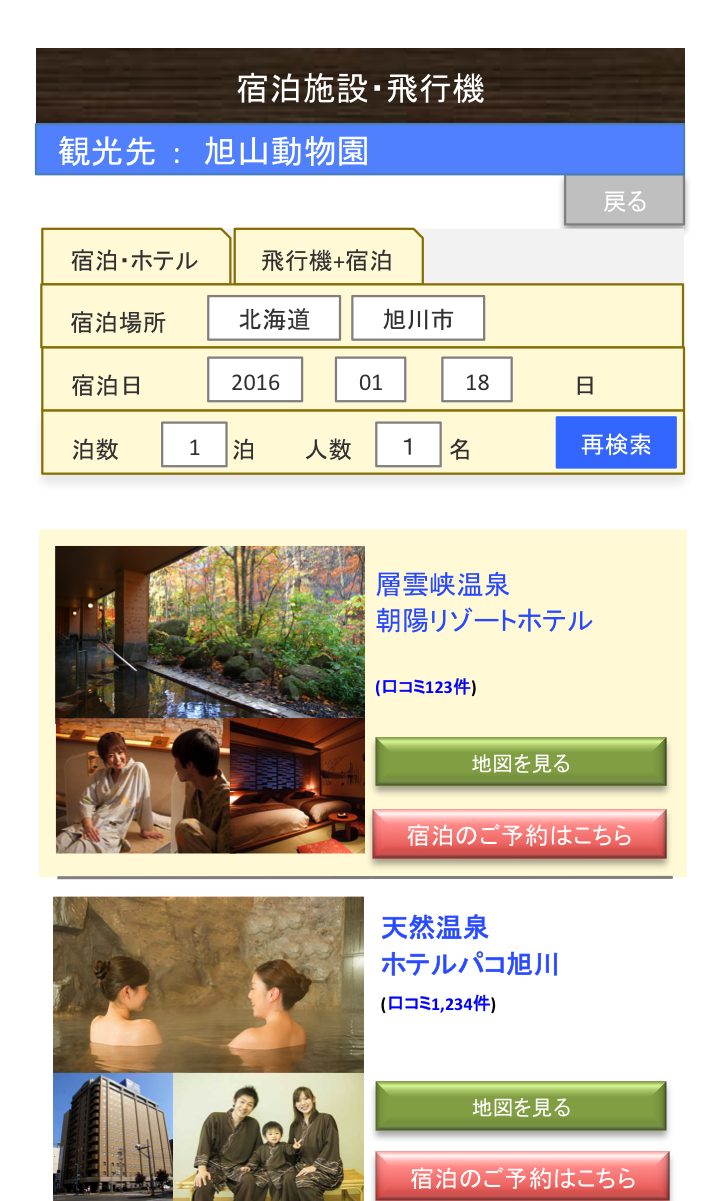 宿泊施設・飛行機
観光先 : 旭山動物園
戻る
宿泊・ホテル 飛行機+宿泊
宿泊場所 北海道 旭川市
宿泊日 2016 01 18 日
泊数 1 泊 人数 1 名 再検索
層雲峡温泉
朝陽リゾートホテル
(口コミ123件)
地図を見る
宿泊のご予約はこちら
天然温泉
ホテルパコ旭川
(口コミ1,234件)
地図を見る
宿泊のご予約はこちら